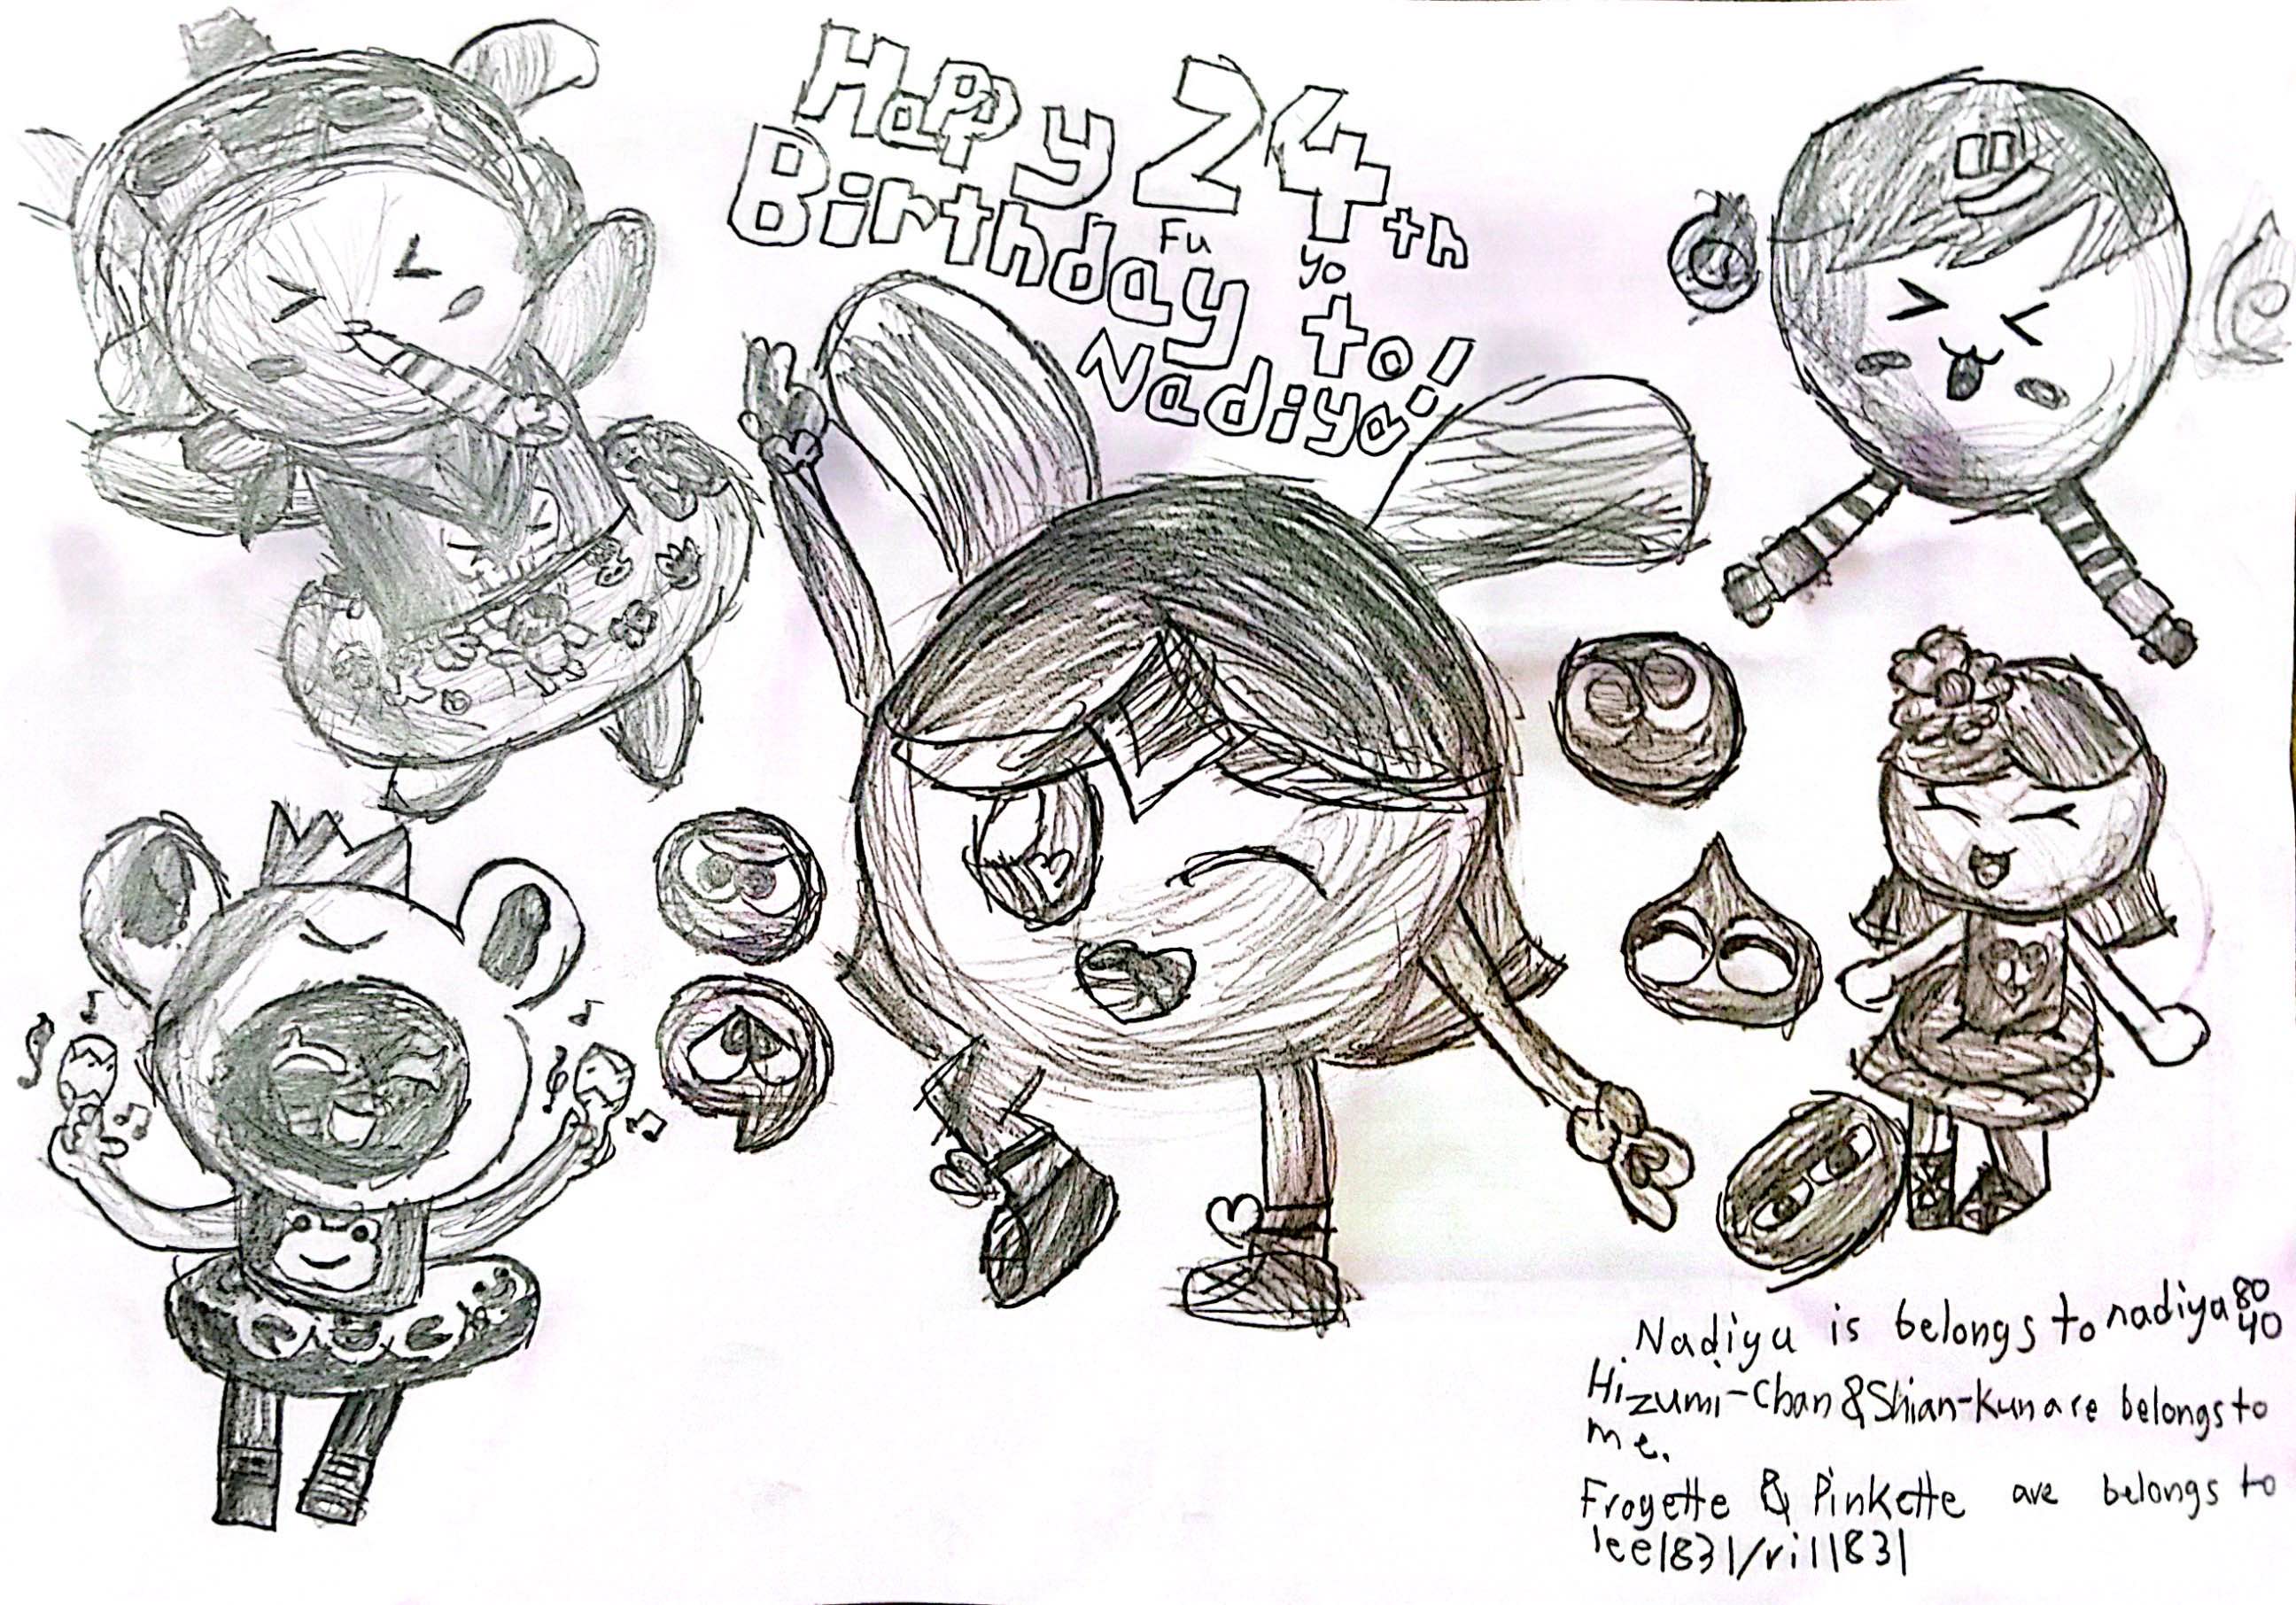 Happy 24th
Birthday to
Fu yo
Nadiya!
Nadiya is belongs to nadiya8040
Hizumi-Chan & Shian-Kun are belongs to
me.
Frogette & Pinkette are belongs to
lee1831/ril1831